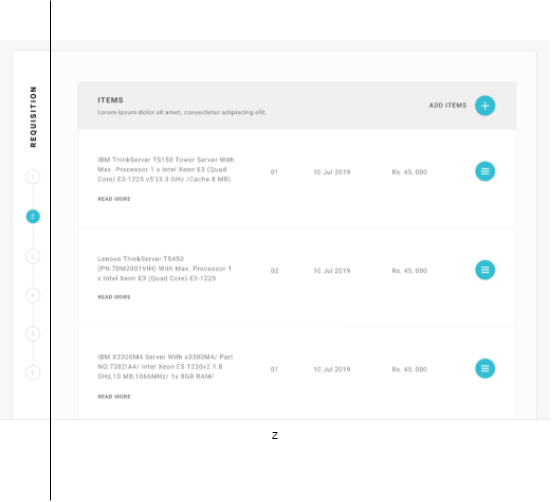 REQUISITION
1
2
3
4
5
6
ITEMS
Lorem ipsum dolor sit amet, consectetur adipiscing elit.
ADD ITEMS
IBM ThinkServer TS150 Tower Server With
Max. Processor 1 x Intel Xeon E3 (Quad
Core) E3-1225 v5"(3.3 GHz /Cache 8 MB)
READ MORE
01
10 Jul 2019
Rs. 45, 000
Lenovo ThinkServer TS450
(PN:70M2001VIH) With Max. Processor 1
x Intel Xeon E3 (Quad Core) E3-1225
READ MORE
02
10 Jul 2019
Rs. 45, 000
IBM X3300M4 Server With x3300M4/ Part
NO:7382IA4/ Intel Xeon E5 1230v2 1.8
GHz,10 MB,1066MHz/ 1x 8GB RAM/
READ MORE
01
10 Jul 2019
Rs. 45, 000
z